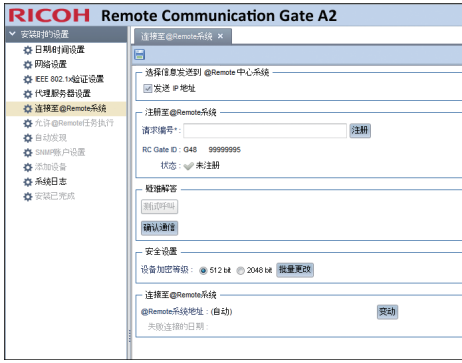 RICOH Remote Communication Gate A2
安装时的设置
日期时间设置
网络设置
IEEE 802.1x验证设置
代理服务器设置
连接至@Remote系统
允许@Remote任务执行
自动发现
SNMP账户设置
添加设备
系统日志
安装已完成
连接至@Remote系统 ×
选择信息发送到 @Remote 中心系统
发送 IP 地址
注册至@Remote系统
请求编号*: 注册
RC Gate ID : G48 99999995
状态 : 未注册
疑难解答
测试呼叫
确认通信
安全设置
设备加密等级 : 512 bit 2048 bit 批量更改
连接至@Remote系统
@Remote系统地址 : (自动) 变动
失败连接的日期 :